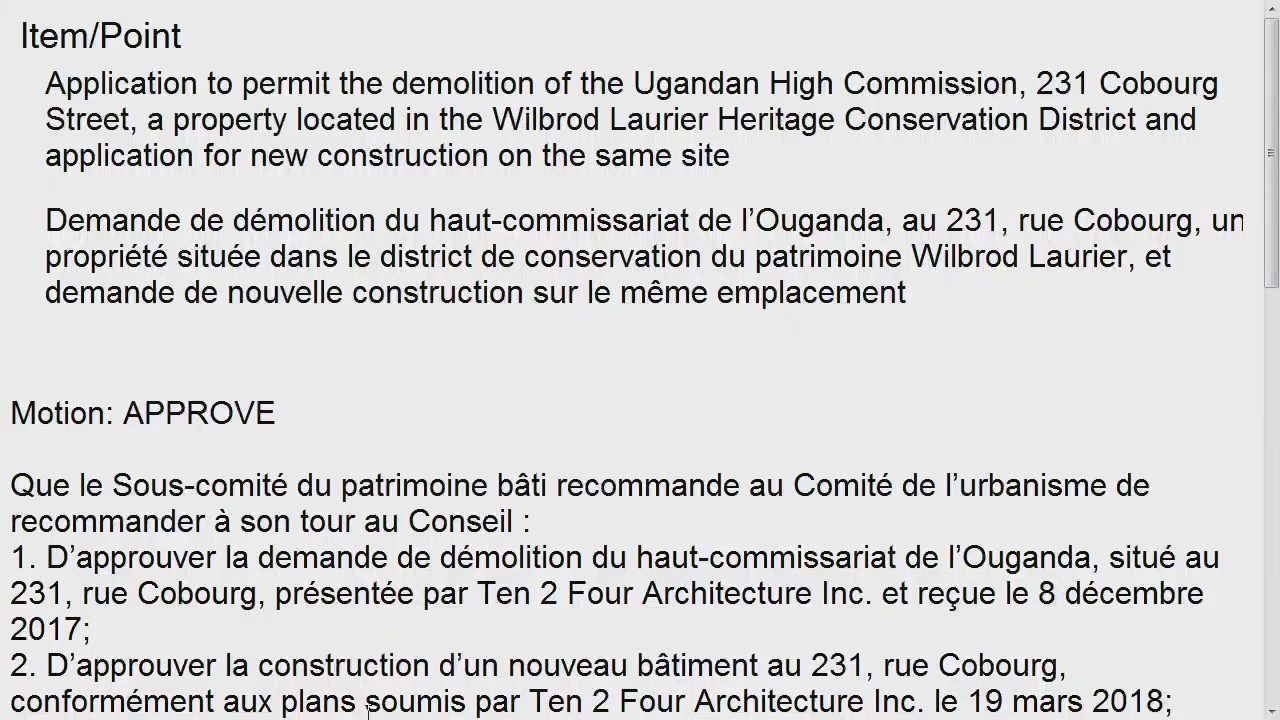 Item/Point
Application to permit the demolition of the Ugandan High Commission, 231 Cobourg
Street, a property located in the Wilbrod Laurier Heritage Conservation District and
application for new construction on the same site
Demande de démolition du haut-commissariat de l’Ouganda, au 231, rue Cobourg, un
propriété située dans le district de conservation du patrimoine Wilbrod Laurier, et
demande de nouvelle construction sur le même emplacement
Motion: APPROVE
Que le Sous-comité du patrimoine bâti recommande au Comité de l’urbanisme de
recommander à son tour au Conseil :
1. D’approuver la demande de démolition du haut-commissariat de l’Ouganda, situé au
231, rue Cobourg, présentée par Ten 2 Four Architecture Inc. et reçue le 8 décembre
2017;
2. D’approuver la construction d’un nouveau bâtiment au 231, rue Cobourg,
conformément aux plans soumis par Ten 2 Four Architecture Inc. le 19 mars 2018;